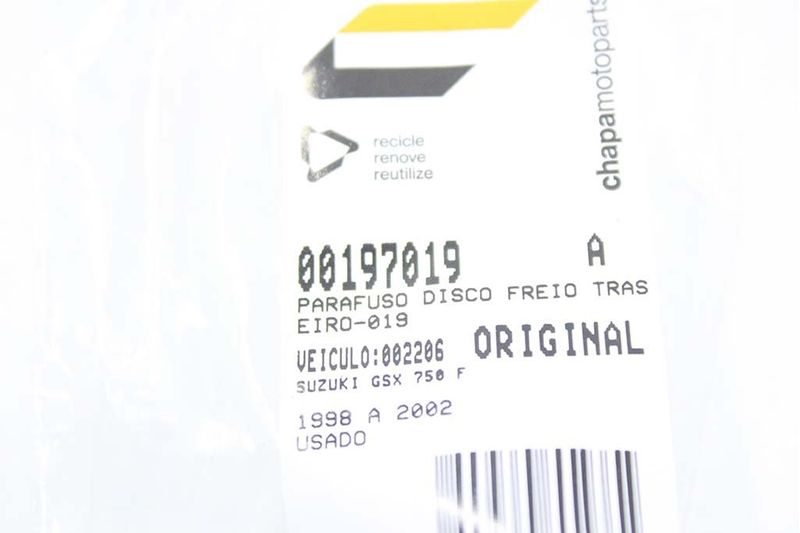 chapamotoparts
recicle
renove
reutilize
00197019 A
PARAFUSO DISCO FREIO TRAS
EIRO-019
VEICULO:002206 ORIGINAL
SUZUKI GSX 750 F
1998 A 2002
USADO